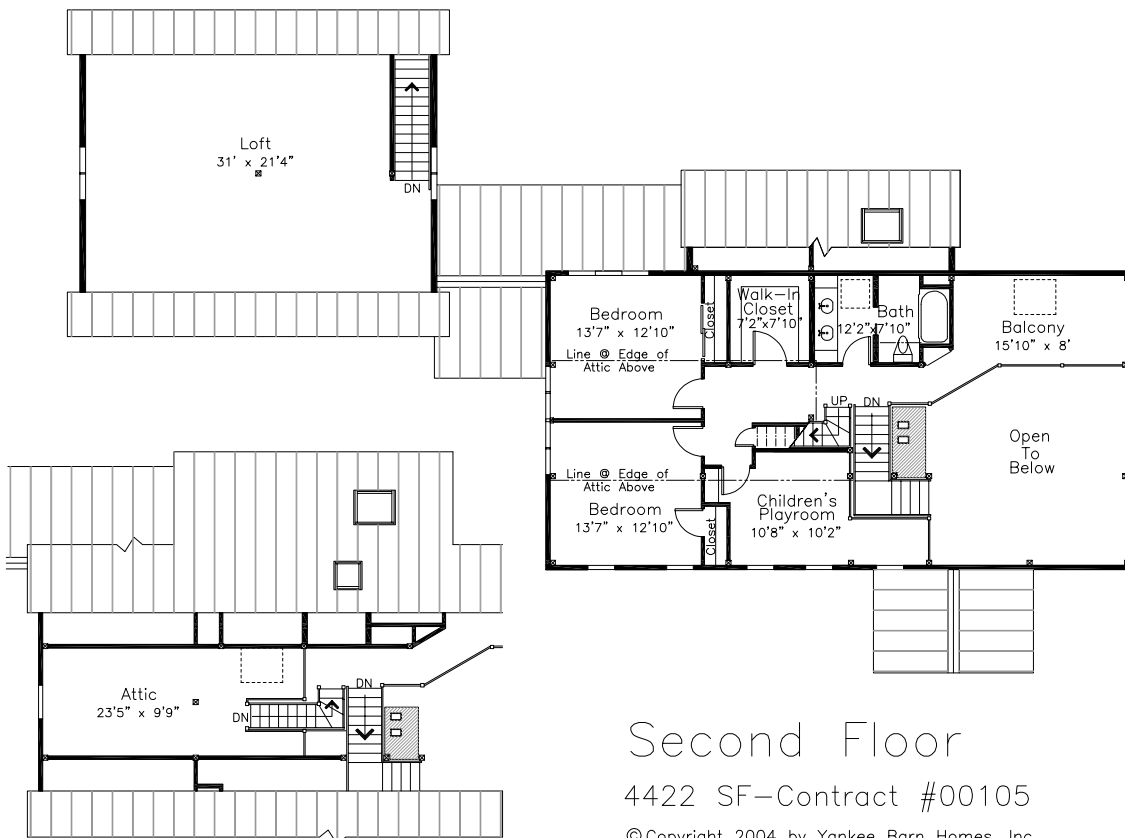 Loft
31' x 21'4"
DN
Bedroom
13'7" x 12'10"
Line @ Edge of
Attic Above
Closet
Walk-In
Closet
7'2"x7'10"
Bath
12'2"x7'10"
Balcony
15'10" x 8'
UP
DN
Open
To
Below
Line @ Edge of
Attic Above
Bedroom
13'7" x 12'10"
Closet
Children's
Playroom
10'8" x 10'2"
Attic
23'5" x 9'9"
DN
DN
Second Floor
4422 SF-Contract #00105
©Copyright 2004 by Yankee Barn Homes, Inc.